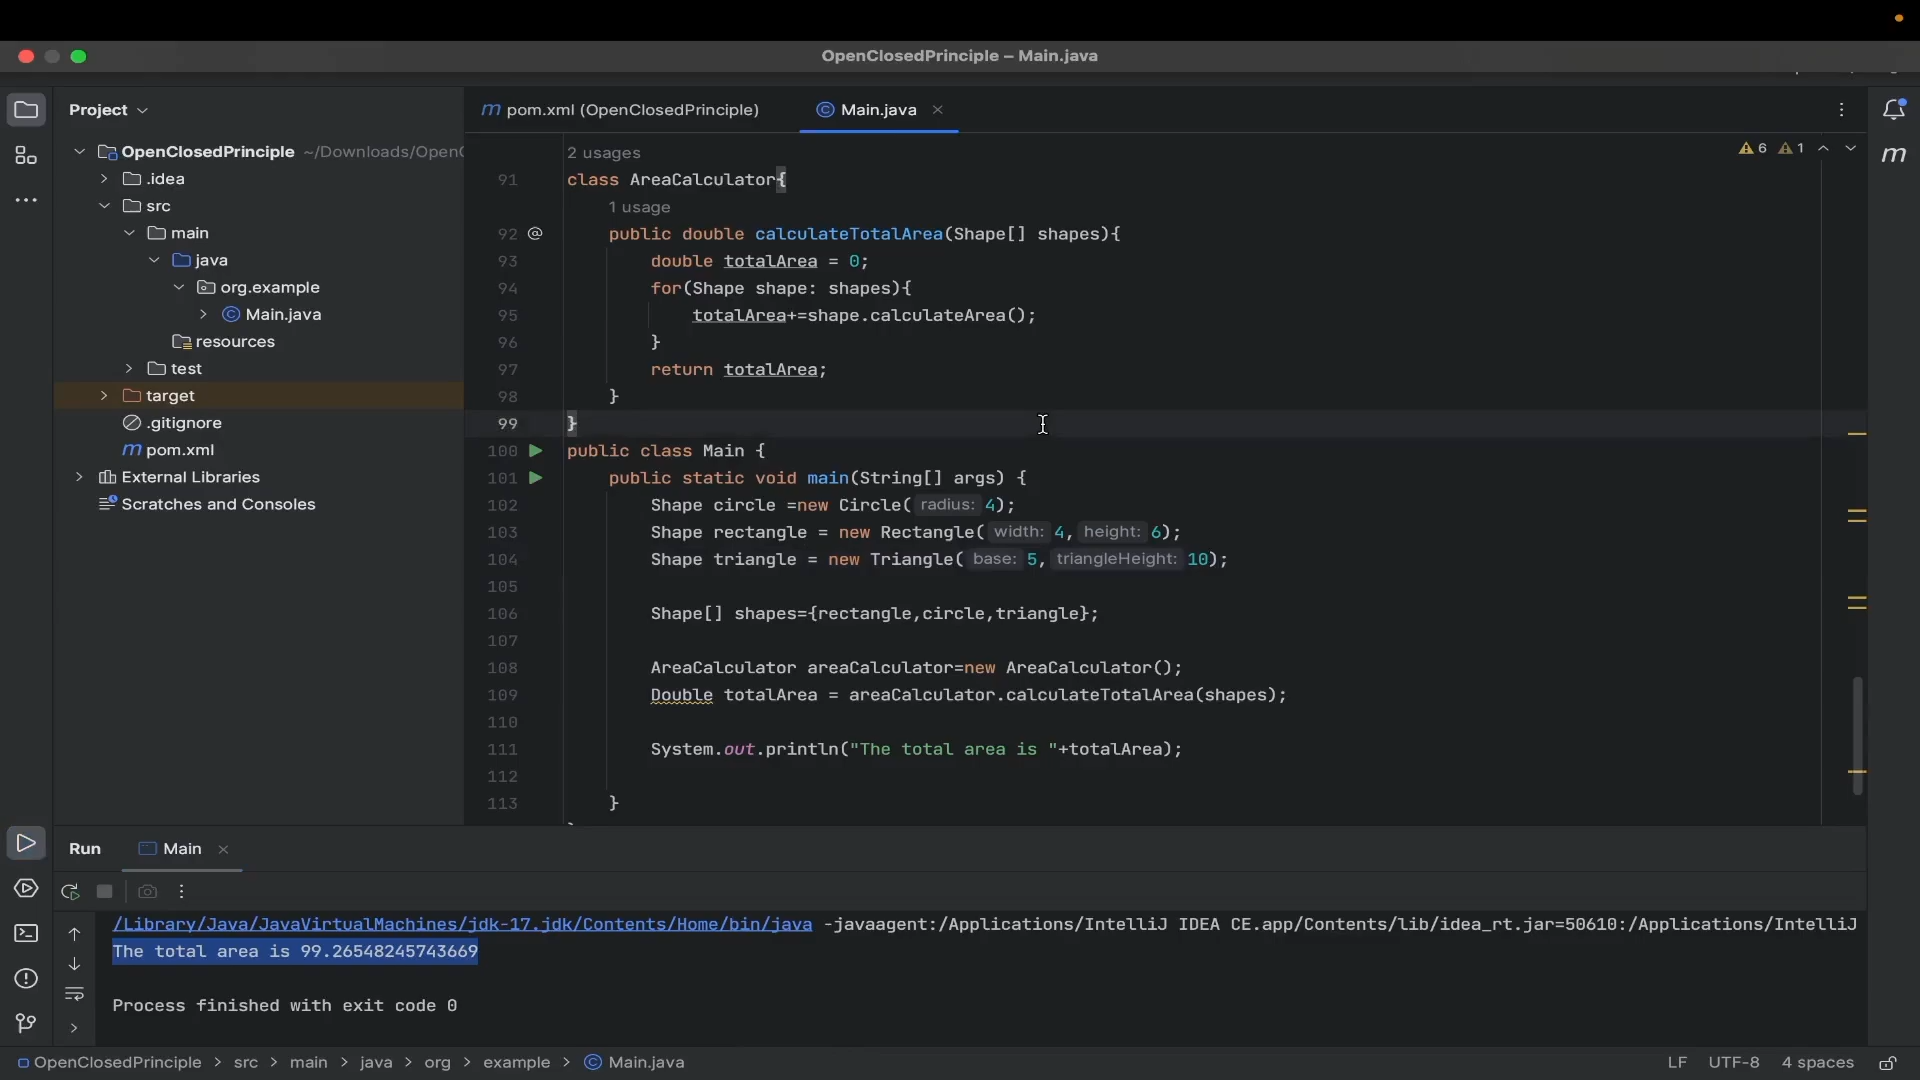 OpenClosedPrinciple – Main.java
Project
m pom.xml (OpenClosedPrinciple)
Main.java
OpenClosedPrinciple ~/Downloads/OpenC
.idea
src
main
java
org.example
Main.java
resources
test
target
.gitignore
m pom.xml
External Libraries
Scratches and Consoles
6 1
2 usages
91 class AreaCalculator{
1 usage
92 @ public double calculateTotalArea(Shape[] shapes){
93 double totalArea = 0;
94 for(Shape shape: shapes){
95 totalArea+=shape.calculateArea();
96 }
97 return totalArea;
98 }
99 }
100 public class Main {
101 public static void main(String[] args) {
102 Shape circle =new Circle( radius: 4);
103 Shape rectangle = new Rectangle( width: 4, height: 6);
104 Shape triangle = new Triangle( base: 5, triangleHeight: 10);
105
106 Shape[] shapes={rectangle,circle,triangle};
107
108 AreaCalculator areaCalculator=new AreaCalculator();
109 Double totalArea = areaCalculator.calculateTotalArea(shapes);
110
111 System.out.println("The total area is "+totalArea);
112
113 }
m
Run
Main
/Library/Java/JavaVirtualMachines/jdk-17.jdk/Contents/Home/bin/java -javaagent:/Applications/IntelliJ IDEA CE.app/Contents/lib/idea_rt.jar=50610:/Applications/IntelliJ
The total area is 99.26548245743669
Process finished with exit code 0
OpenClosedPrinciple > src > main > java > org > example > Main.java
LF UTF-8 4 spaces